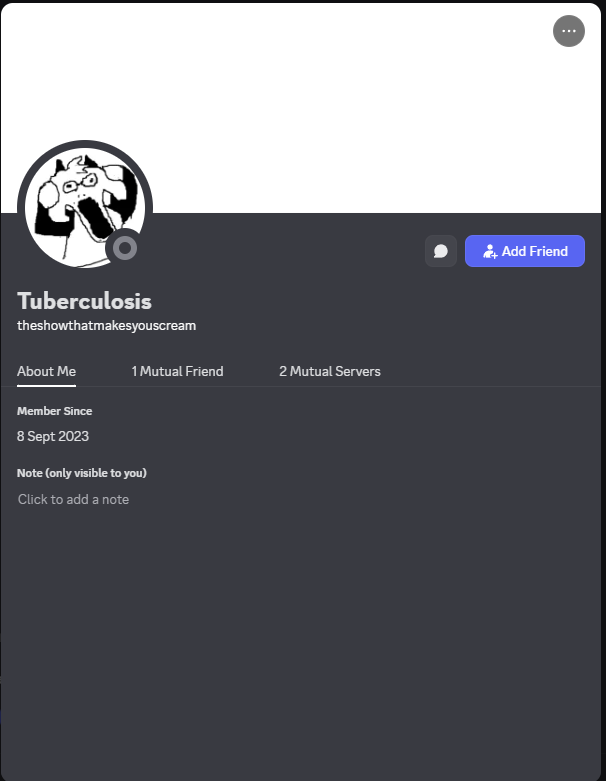 Add Friend
Tuberculosis
theshowthatmakesyouscream
About Me
1 Mutual Friend
2 Mutual Servers
Member Since
8 Sept 2023
Note (only visible to you)
Click to add a note